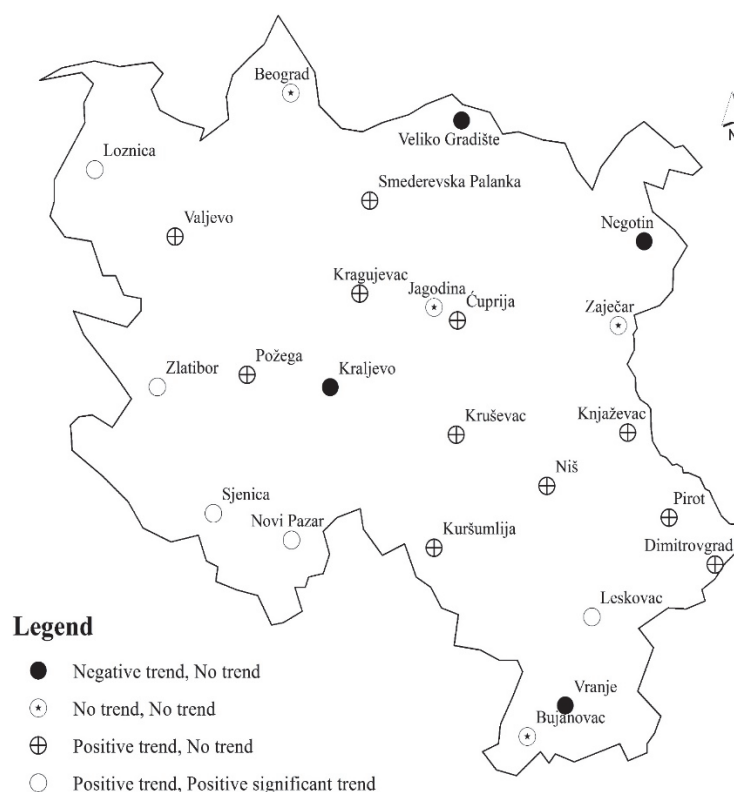 Beograd
Veliko Gradište
Loznica
Smederevska Palanka
Valjevo
Negotin
Kragujevac
Jagodina
Ćuprija
Zaječar
Zlatibor
Požega
Kraljevo
Kruševac
Knjaževac
Niš
Sjenica
Pirot
Novi Pazar
Kuršumlija
Dimitrovgrad
Leskovac
Legend
Negative trend, No trend
Vranje
No trend, No trend
Bujanovac
Positive trend, No trend
Positive trend, Positive significant trend